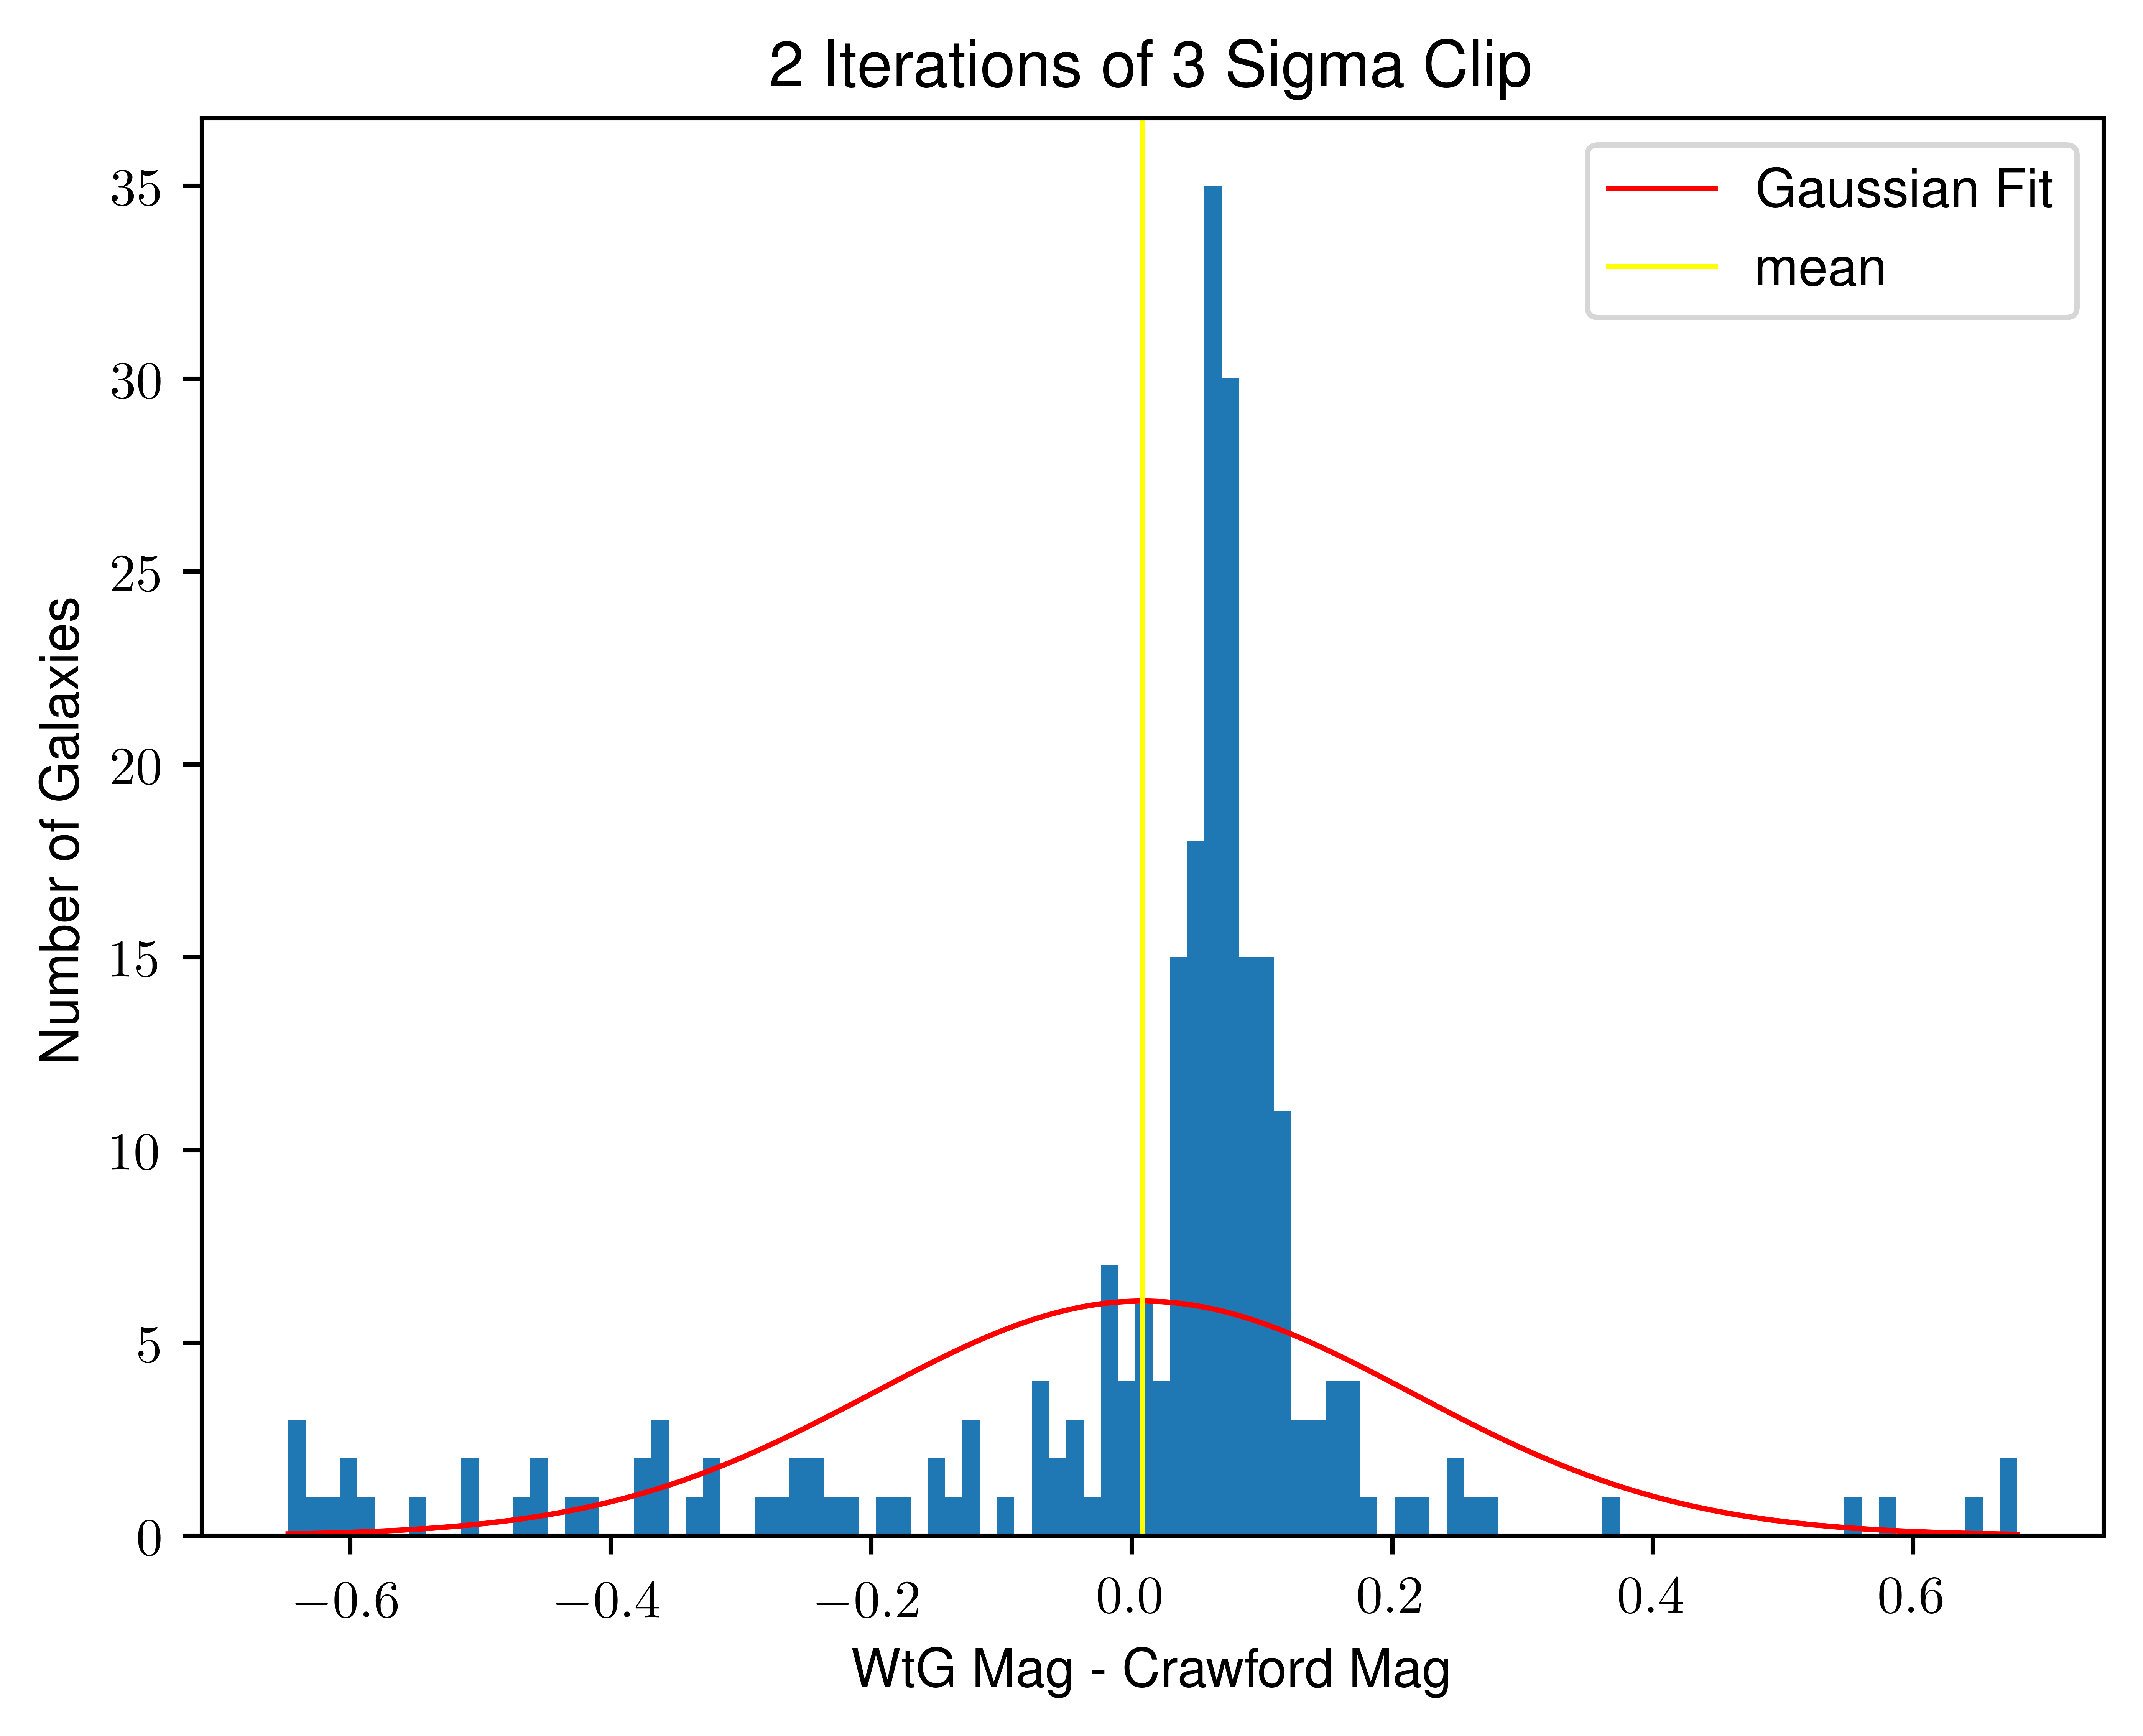 2 Iterations of 3 Sigma Clip
Gaussian Fit
mean
35
30
25
20
15
10
5
0
Number of Galaxies
−0.6 −0.4 −0.2 0.0 0.2 0.4 0.6
WtG Mag - Crawford Mag